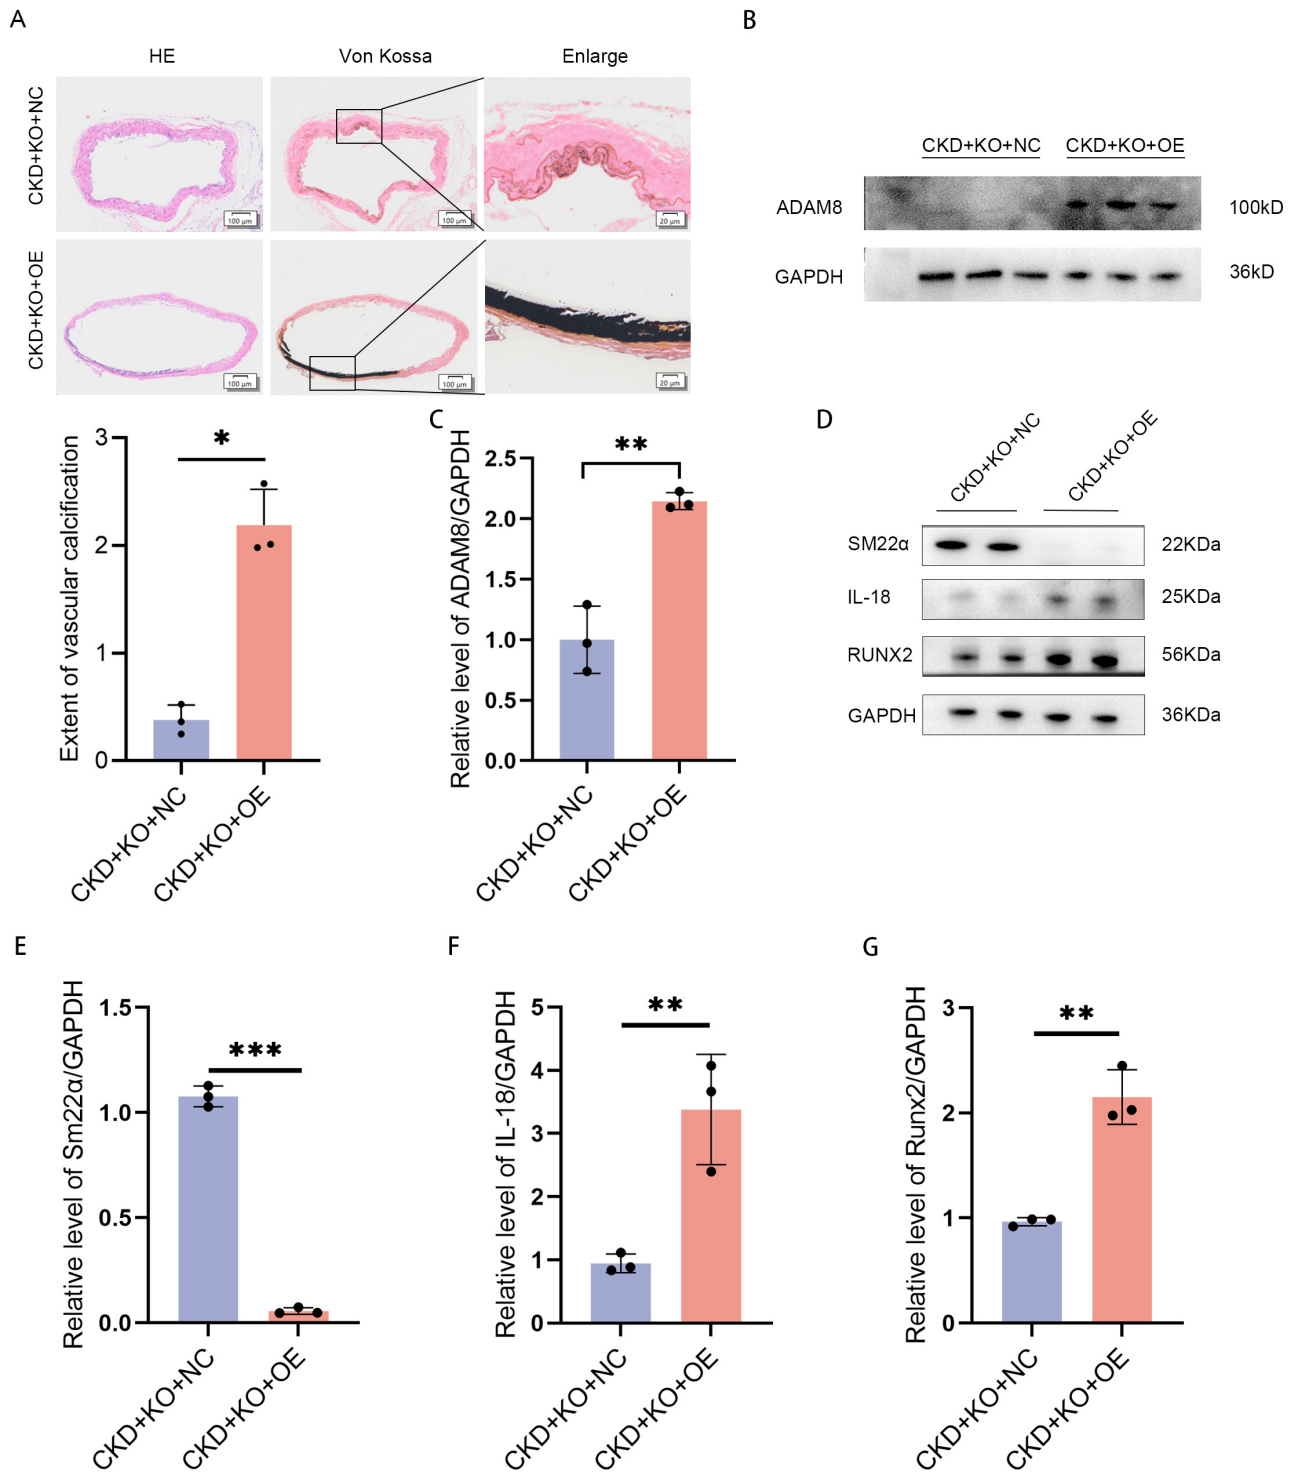 A
HE
Von Kossa
Enlarge
CKD+KO+NC
100 µm
100 µm
20 µm
CKD+KO+OE
100 µm
100 µm
20 µm
Extent of vascular calcification
3
2
1
0
*
CKD+KO+NC
CKD+KO+OE
B
CKD+KO+NC
CKD+KO+OE
ADAM8
100kD
GAPDH
36kD
C
Relative level of ADAM8/GAPDH
2.5
2.0
1.5
1.0
0.5
0.0
**
CKD+KO+NC
CKD+KO+OE
D
CKD+KO+NC
CKD+KO+OE
SM22α
22KDa
IL-18
25KDa
RUNX2
56KDa
GAPDH
36KDa
E
Relative level of Sm22α/GAPDH
1.5
1.0
0.5
0.0
***
CKD+KO+NC
CKD+KO+OE
F
Relative level of IL-18/GAPDH
5
4
3
2
1
0
**
CKD+KO+NC
CKD+KO+OE
G
Relative level of Runx2/GAPDH
3
2
1
0
**
CKD+KO+NC
CKD+KO+OE